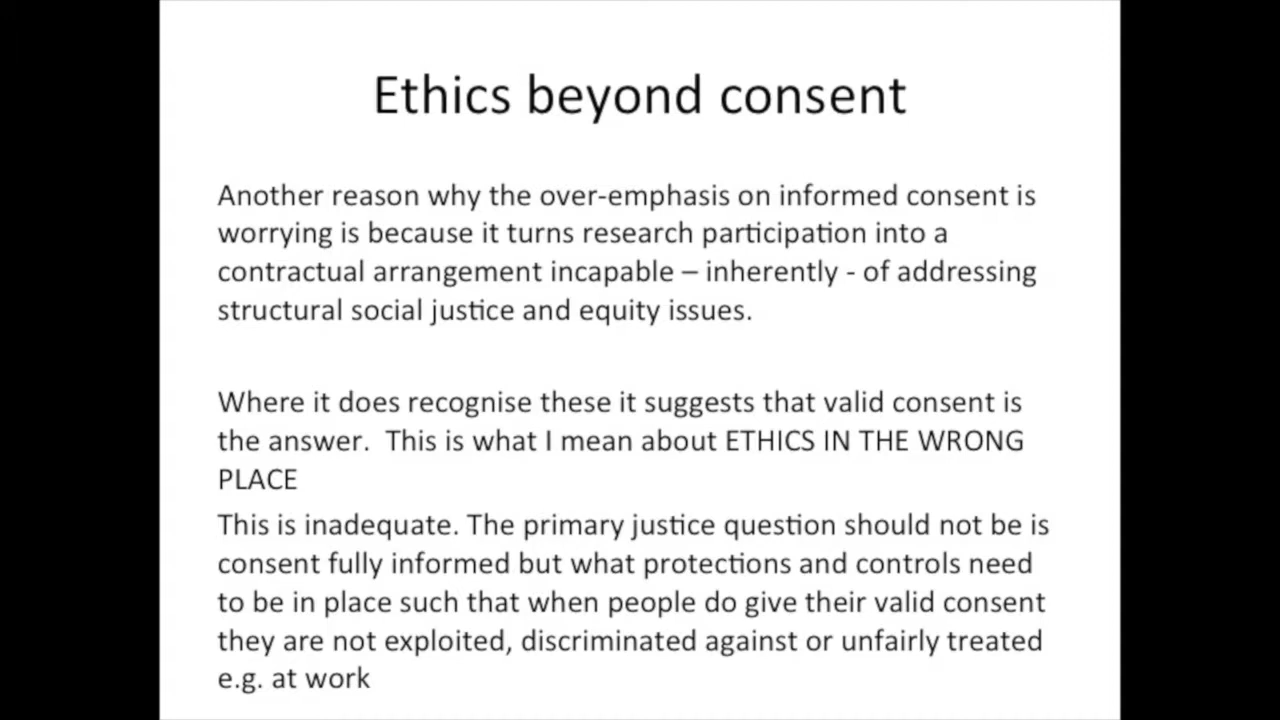 Ethics beyond consent
Another reason why the over-emphasis on informed consent is
worrying is because it turns research participation into a
contractual arrangement incapable – inherently - of addressing
structural social justice and equity issues.
Where it does recognise these it suggests that valid consent is
the answer.  This is what I mean about ETHICS IN THE WRONG
PLACE
This is inadequate. The primary justice question should not be is
consent fully informed but what protections and controls need
to be in place such that when people do give their valid consent
they are not exploited, discriminated against or unfairly treated
e.g. at work